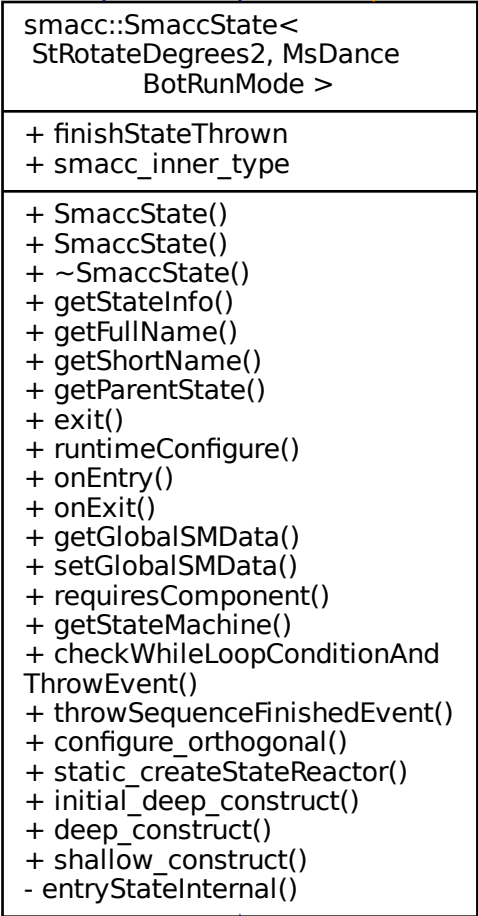 smacc::SmaccState<
StRotateDegrees2, MsDance
BotRunMode >
+ finishStateThrown
+ smacc_inner_type
+ SmaccState()
+ SmaccState()
+ ~SmaccState()
+ getStateInfo()
+ getFullName()
+ getShortName()
+ getParentState()
+ exit()
+ runtimeConfigure()
+ onEntry()
+ onExit()
+ getGlobalSMData()
+ setGlobalSMData()
+ requiresComponent()
+ getStateMachine()
+ checkWhileLoopConditionAnd
ThrowEvent()
+ throwSequenceFinishedEvent()
+ configure_orthogonal()
+ static_createStateReactor()
+ initial_deep_construct()
+ deep_construct()
+ shallow_construct()
- entryStateInternal()